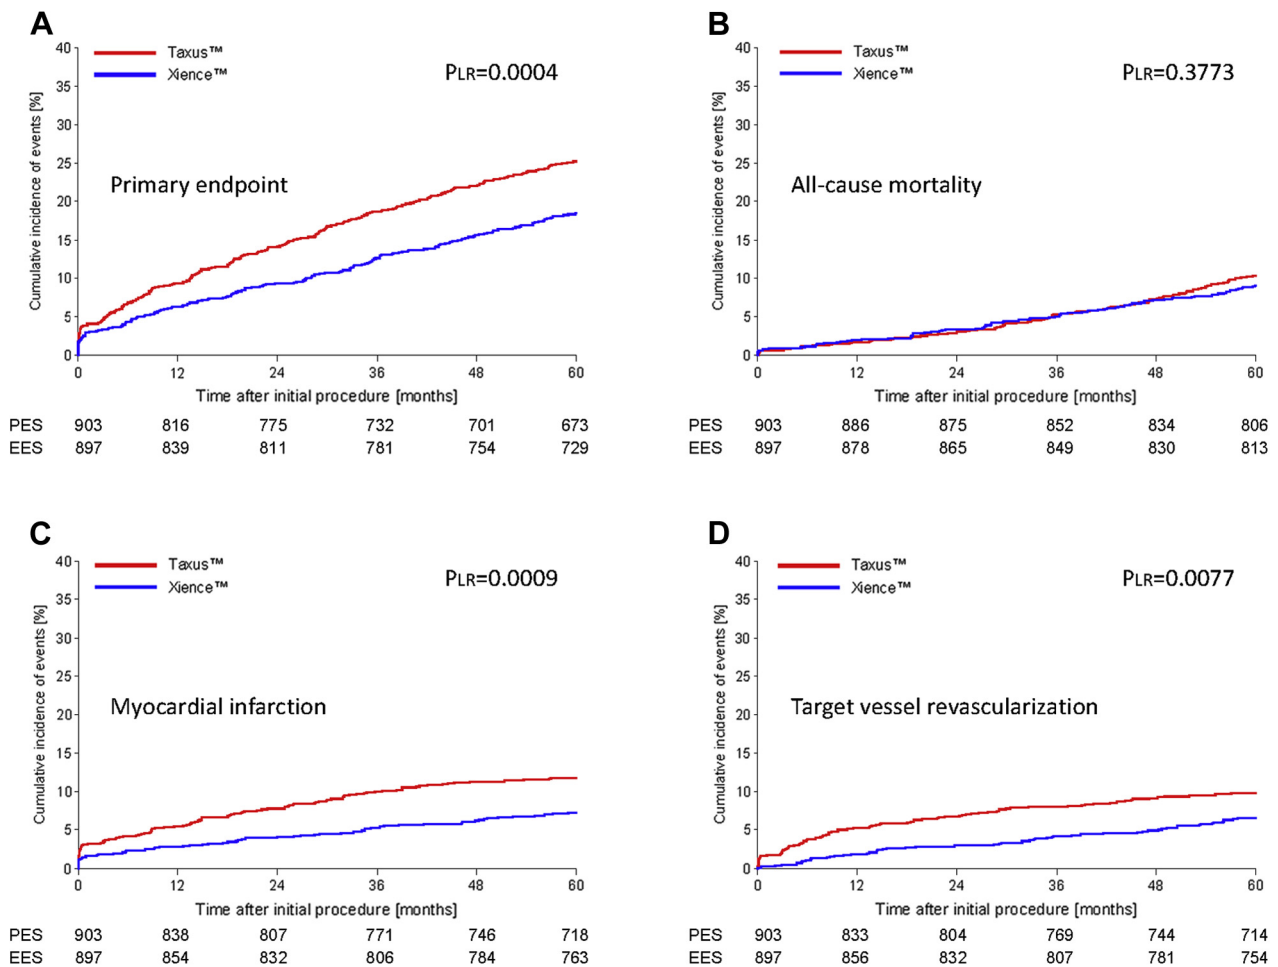 A
40
35
30
25
20
15
10
5
0
Cumulative incidence of events [%]
Taxus™
Xience™
PLR=0.0004
Primary endpoint
0 12 24 36 48 60
Time after initial procedure [months]
PES 903 816 775 732 701 673
EES 897 839 811 781 754 729
B
40
35
30
25
20
15
10
5
0
Cumulative incidence of events [%]
Taxus™
Xience™
PLR=0.3773
All-cause mortality
0 12 24 36 48 60
Time after initial procedure [months]
PES 903 886 875 852 834 806
EES 897 878 865 849 830 813
C
40
35
30
25
20
15
10
5
0
Cumulative incidence of events [%]
Taxus™
Xience™
PLR=0.0009
Myocardial infarction
0 12 24 36 48 60
Time after initial procedure [months]
PES 903 838 807 771 746 718
EES 897 854 832 806 784 763
D
40
35
30
25
20
15
10
5
0
Cumulative incidence of events [%]
Taxus™
Xience™
PLR=0.0077
Target vessel revascularization
0 12 24 36 48 60
Time after initial procedure [months]
PES 903 833 804 769 744 714
EES 897 856 832 807 781 754